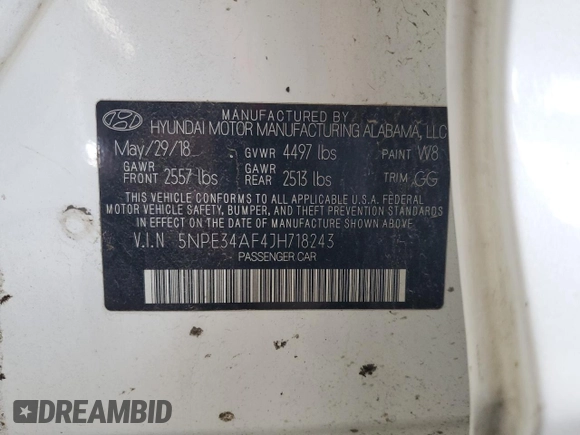 MANUFACTURED BY
HYUNDAI MOTOR MANUFACTURING ALABAMA, LLC
May/29/18 GVWR 4497 lbs PAINT W8
GAWR FRONT 2557 lbs GAWR REAR 2513 lbs TRIM GG
THIS VEHICLE CONFORMS TO ALL APPLICABLE U.S.A. FEDERAL
MOTOR VEHICLE SAFETY, BUMPER, AND THEFT PREVENTION
STANDARDS IN EFFECT ON THE DATE OF MANUFACTURE SHOWN ABOVE.
V.I.N 5NPE34AF4JH718243
PASSENGER CAR
DREAMBID